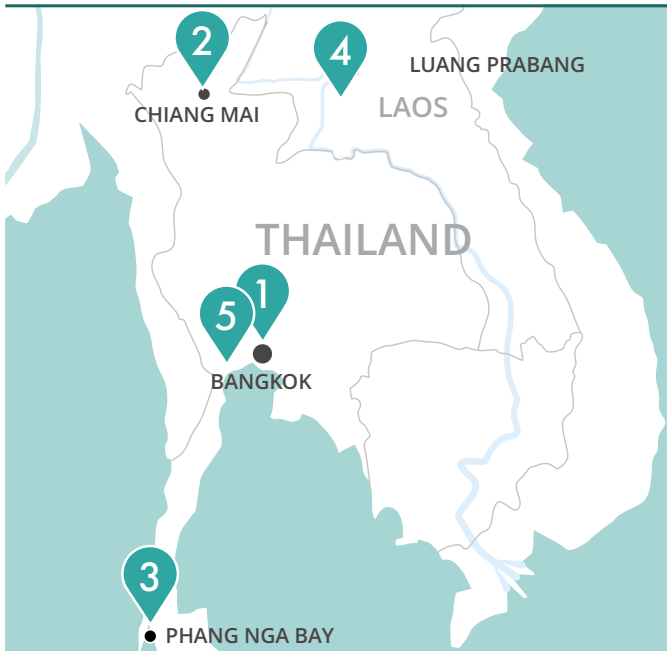 2
4
LUANG PRABANG
CHIANG MAI
LAOS
THAILAND
1
5
BANGKOK
3
PHANG NGA BAY